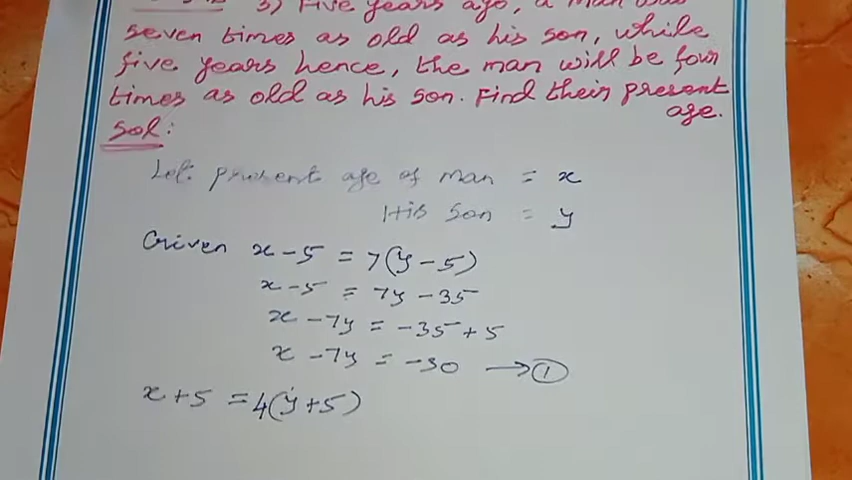 3) Five years ago, a man was
seven times as old as his son, while
five years hence, the man will be four
times as old as his son. Find their present
age.
Sol:
Let present age of man = x
His son = y
Given x - 5 = 7(y - 5)
x - 5 = 7y - 35
x - 7y = -35 + 5
x - 7y = -30 → ①
x + 5 = 4(y + 5)